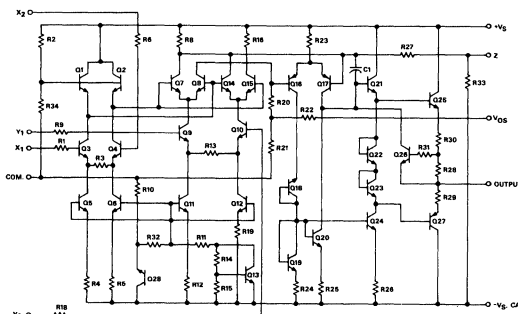 X2
+VS
R2
R6
R8
R16
R23
R27
Z
Q1
Q2
C1
R33
Q7
Q8
Q14
Q15
Q16
Q17
Q21
Q25
R34
R20
R22
VOS
Y1
R9
Q9
Q10
R30
X1
R1
Q3
Q4
R13
R21
Q22
Q26
R31
R28
R3
COM.
OUTPUT
R10
Q18
Q23
R29
Q5
Q6
Q11
Q12
R32
R11
R19
Q20
Q24
Q27
R14
Q13
Q19
R4
R5
Q28
R12
R15
R24
R25
R26
-VS, CA
R18